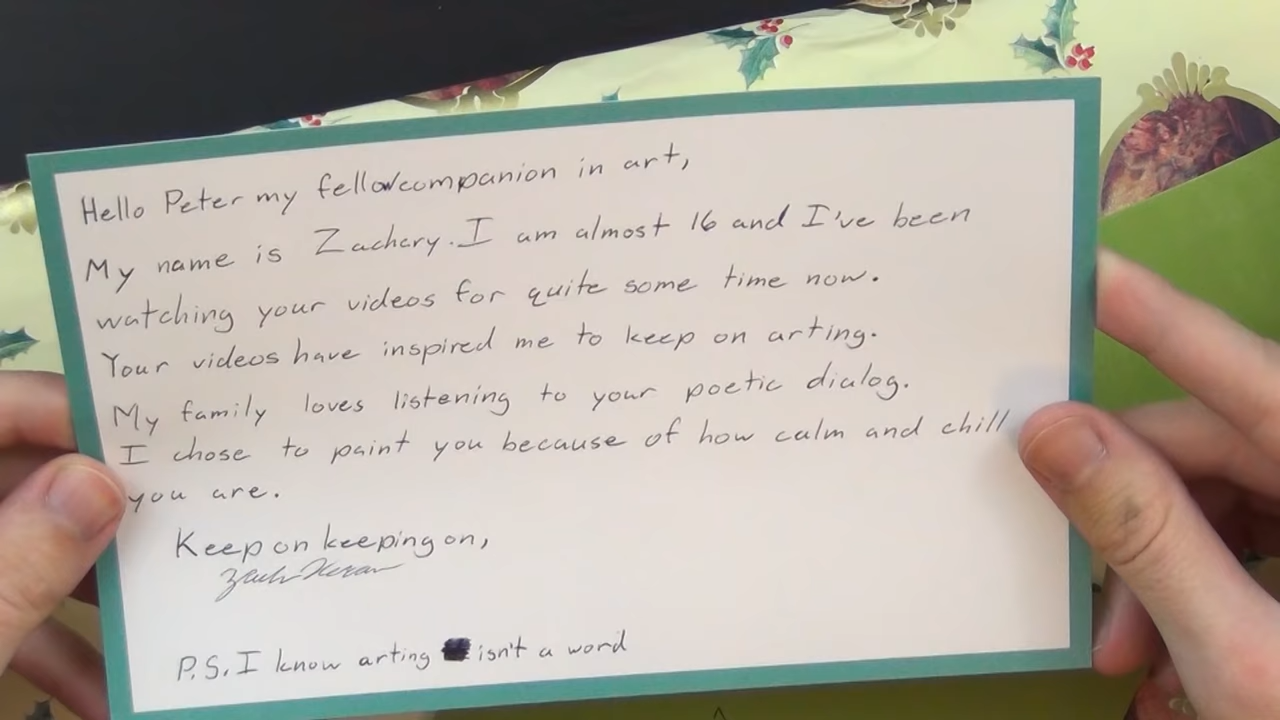 Hello Peter my fellow companion in art,
My name is Zachery. I am almost 16 and I've been
watching your videos for quite some time now.
Your videos have inspired me to keep on arting.
My family loves listening to your poetic dialog.
I chose to paint you because of how calm and chill
you are.
Keep on keeping on,
Zach
P.S. I know arting isn't a word